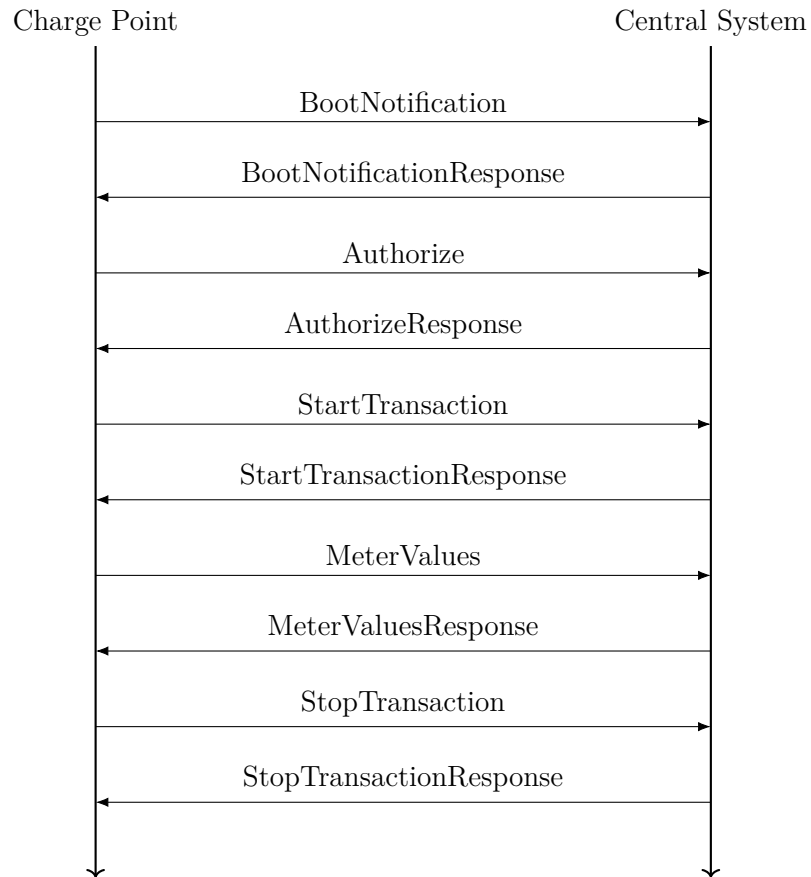 Charge Point
Central System
BootNotification
BootNotificationResponse
Authorize
AuthorizeResponse
StartTransaction
StartTransactionResponse
MeterValues
MeterValuesResponse
StopTransaction
StopTransactionResponse